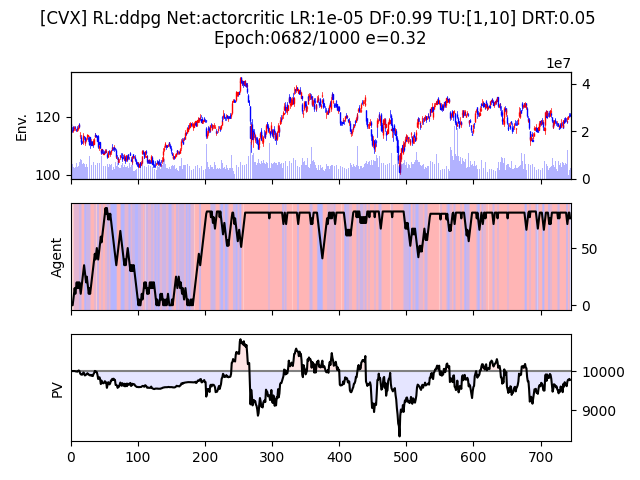 [CVX] RL:ddpg Net:actorcritic LR:1e-05 DF:0.99 TU:[1,10] DRT:0.05
Epoch:0682/1000 e=0.32
1e7
Env.
120
100
4
2
0
Agent
50
0
PV
10000
9000
0 100 200 300 400 500 600 700